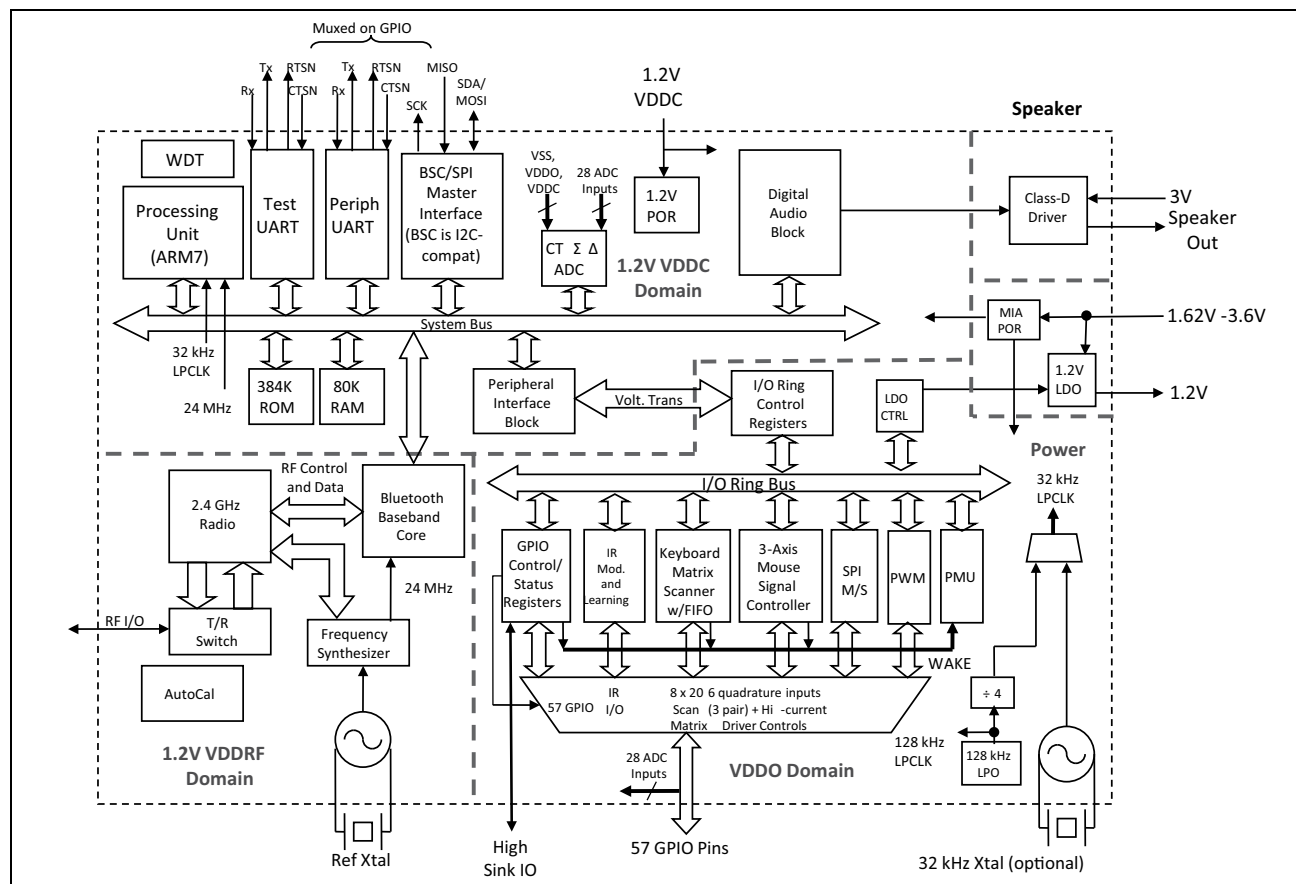 Muxed on GPIO
Tx
RTSN
Tx
RTSN
MISO
SDA/
MOSI
Rx
CTSN
Rx
CTSN
SCK
1.2V
VDDC
Speaker
WDT
Processing
Unit
(ARM7)
Test
UART
Periph
UART
BSC/SPI
Master
Interface
(BSC is I2C-
compat)
VSS,
VDDO,
VDDC
28 ADC
Inputs
CT Σ Δ
ADC
1.2V
POR
1.2V VDDC
Domain
Digital
Audio
Block
Class-D
Driver
3V
Speaker
Out
System Bus
MIA
POR
1.62V -3.6V
1.2V
LDO
1.2V
32 kHz
LPCLK
24 MHz
384K
ROM
80K
RAM
Peripheral
Interface
Block
Volt. Trans
I/O Ring
Control
Registers
LDO
CTRL
Power
RF Control
and Data
2.4 GHz
Radio
Bluetooth
Baseband
Core
I/O Ring Bus
32 kHz
LPCLK
GPIO
Control/
Status
Registers
IR
Mod. and
Learning
Keyboard
Matrix
Scanner
w/FIFO
3-Axis
Mouse
Signal
Controller
SPI
M/S
PWM
PMU
24 MHz
RF I/O
T/R
Switch
Frequency
Synthesizer
WAKE
AutoCal
57 GPIO
IR
I/O
8 x 20
Scan
Matrix
6 quadrature inputs
(3 pair) + Hi -current
Driver Controls
÷ 4
128 kHz
LPCLK
128 kHz
LPO
1.2V VDDRF
Domain
28 ADC
Inputs
VDDO Domain
Ref Xtal
High
Sink IO
57 GPIO Pins
32 kHz Xtal (optional)